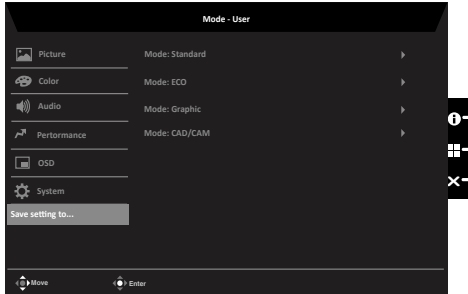 Mode - User
Picture
Mode: Standard
Color
Mode: ECO
Audio
Mode: Graphic
Pertormance
Mode: CAD/CAM
OSD
System
Save setting to...
Move
Enter